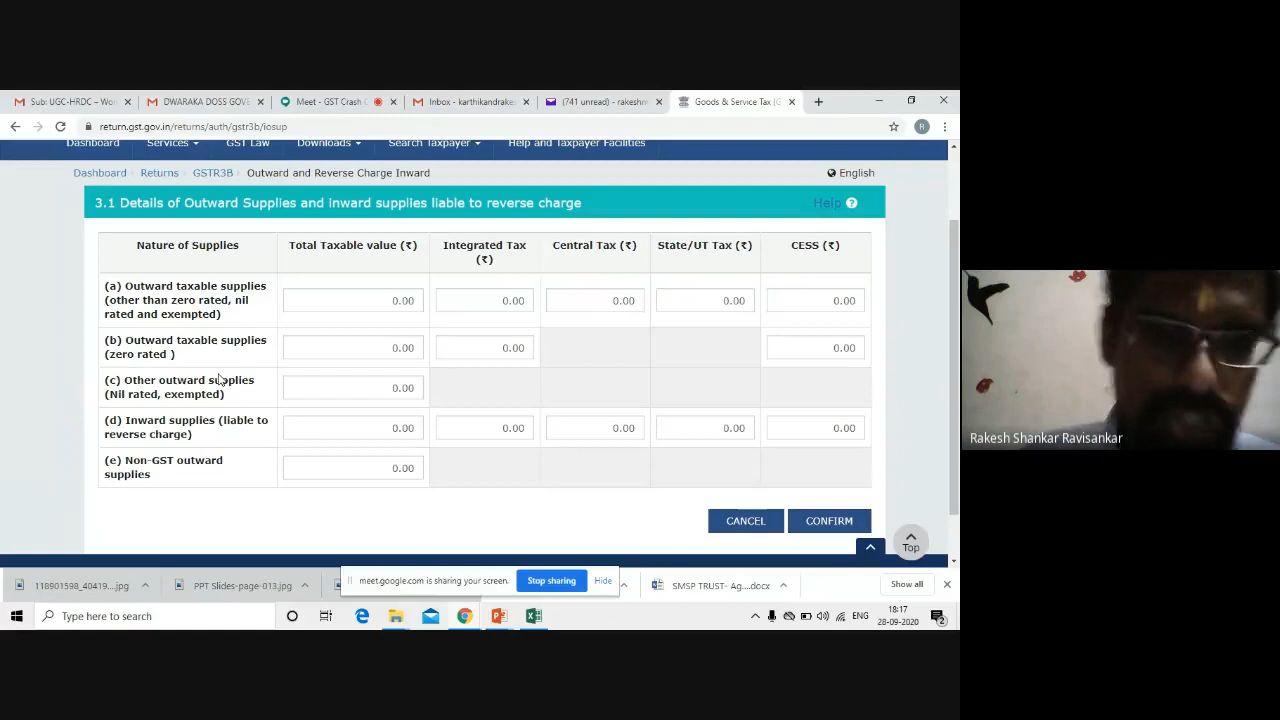 Sub: UGC-HRDC – Wor
DWARAKA DOSS GOVE
Meet - GST Crash C
Inbox - karthikandrakes
(741 unread) - rakeshm
Goods & Service Tax (G
return.gst.gov.in/returns/auth/gstr3b/iosup
R
Dashboard Services GST Law Downloads Search Taxpayer Help and Taxpayer Facilities
Dashboard Returns GSTR3B Outward and Reverse Charge Inward English
3.1 Details of Outward Supplies and inward supplies liable to reverse charge Help ?
Nature of Supplies Total Taxable value (₹) Integrated Tax Central Tax (₹) State/UT Tax (₹) CESS (₹)
(₹)
(a) Outward taxable supplies
(other than zero rated, nil 0.00 0.00 0.00 0.00 0.00
rated and exempted)
(b) Outward taxable supplies 0.00 0.00 0.00
(zero rated )
(c) Other outward supplies 0.00
(Nil rated, exempted)
(d) Inward supplies (liable to 0.00 0.00 0.00 0.00 0.00
reverse charge)
(e) Non-GST outward 0.00
supplies
CANCEL CONFIRM
Top
118901598_40419....jpg PPT Slides-page-013.jpg meet.google.com is sharing your screen. Stop sharing Hide SMSP TRUST- Ag....docx Show all
Type here to search
ENG
18:17
28-09-2020
2
Rakesh Shankar Ravisankar